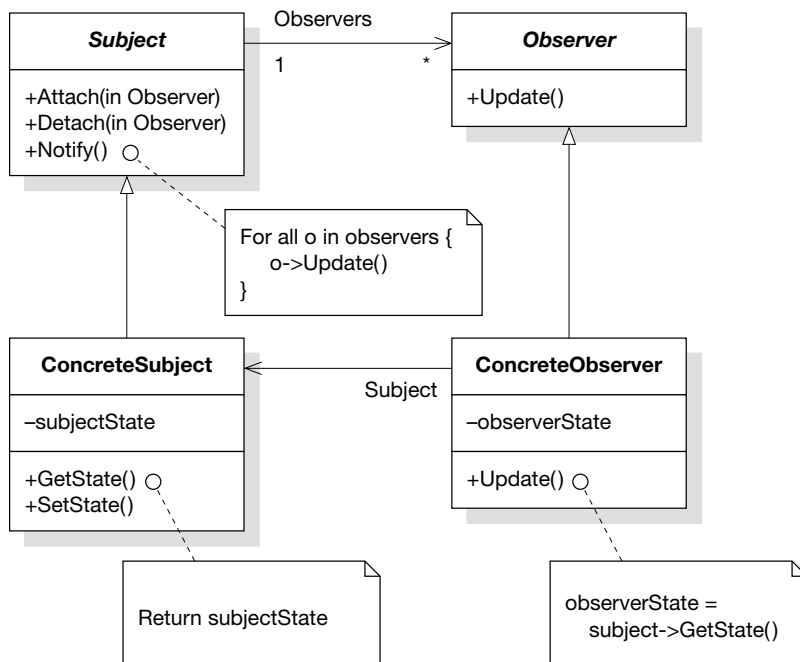 Subject
Observers
1
*
Observer
+Attach(in Observer)
+Detach(in Observer)
+Notify()
+Update()
For all o in observers {
o->Update()
}
ConcreteSubject
–subjectState
+GetState()
+SetState()
Subject
ConcreteObserver
–observerState
+Update()
Return subjectState
observerState =
subject->GetState()